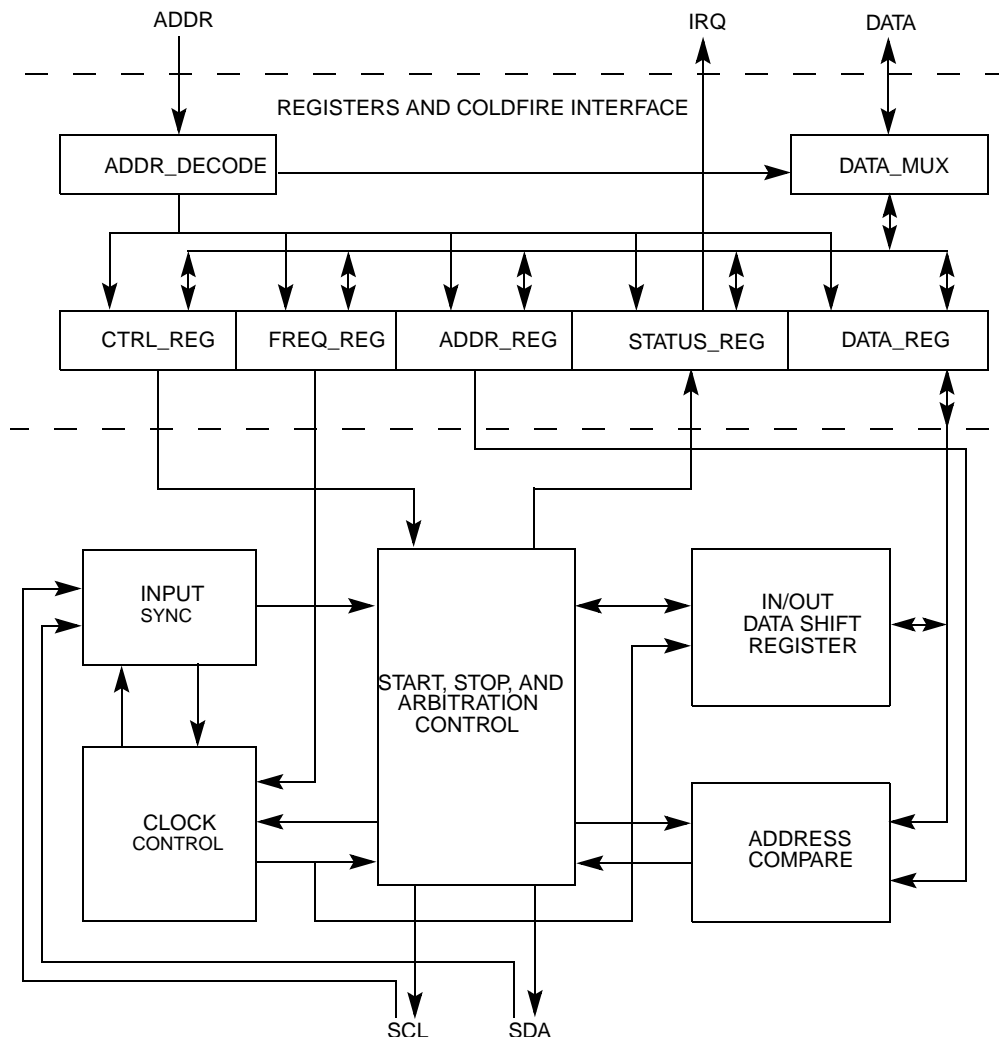 ADDR
IRQ
DATA
REGISTERS AND COLDFIRE INTERFACE
ADDR_DECODE
DATA_MUX
CTRL_REG
FREQ_REG
ADDR_REG
STATUS_REG
DATA_REG
INPUT
SYNC
IN/OUT
DATA SHIFT
REGISTER
START, STOP, AND
ARBITRATION
CONTROL
CLOCK
CONTROL
ADDRESS
COMPARE
SCL
SDA